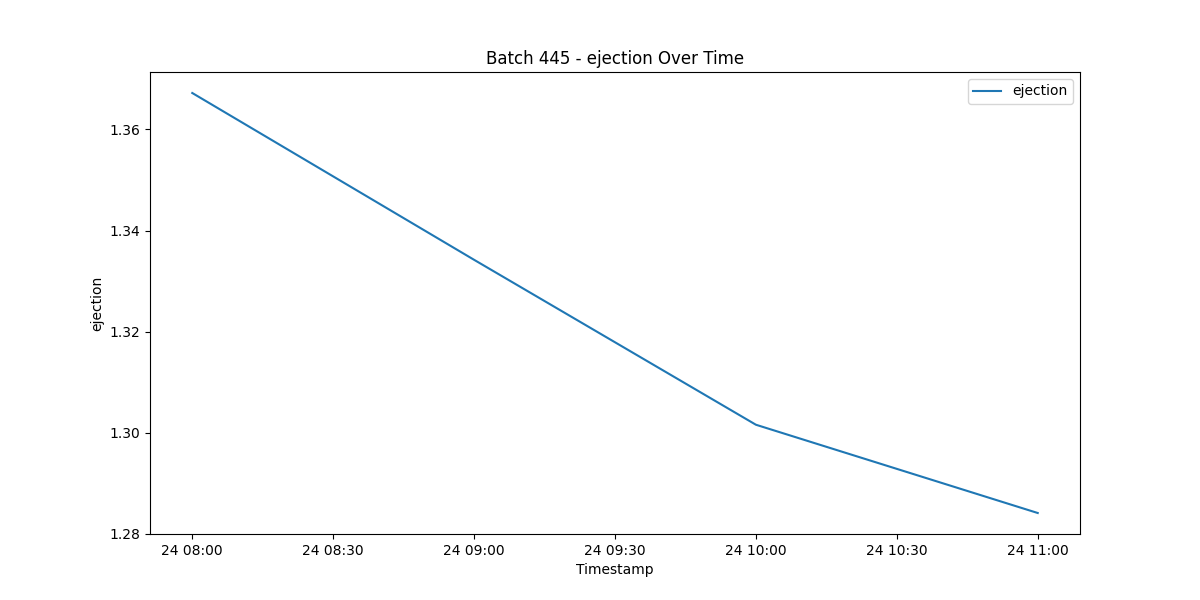 Batch 445 - ejection Over Time
ejection
1.36
1.34
1.32
1.30
1.28
ejection
24 08:00 24 08:30 24 09:00 24 09:30 24 10:00 24 10:30 24 11:00
Timestamp